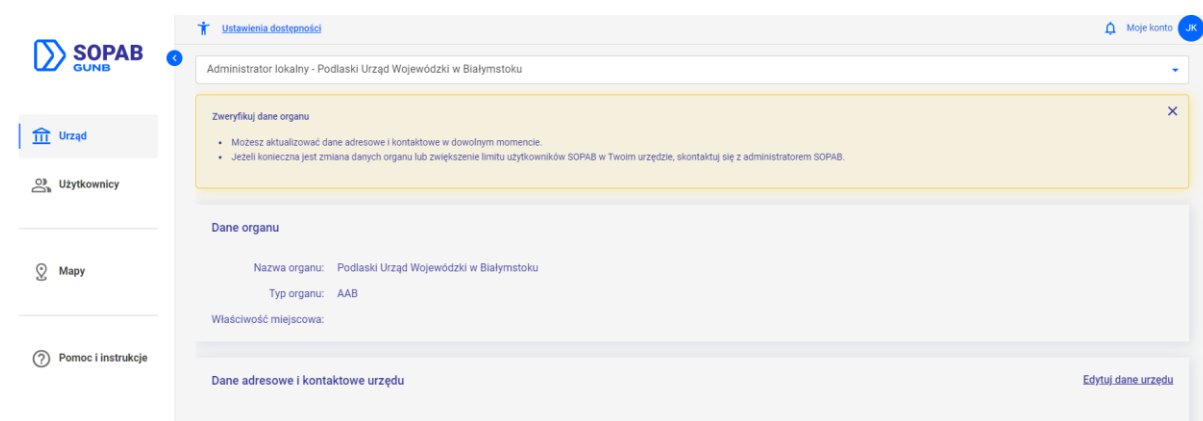 SOPAB
GUNB
Ustawienia dostępności
Moje konto
JK
Administrator lokalny - Podlaski Urząd Wojewódzki w Białymstoku
Urząd
Użytkownicy
Mapy
Pomoc i instrukcje
Zweryfikuj dane organu
Możesz aktualizować dane adresowe i kontaktowe w dowolnym momencie.
Jeżeli konieczna jest zmiana danych organu lub zwiększenie limitu użytkowników SOPAB w Twoim urzędzie, skontaktuj się z administratorem SOPAB.
Dane organu
Nazwa organu: Podlaski Urząd Wojewódzki w Białymstoku
Typ organu: AAB
Właściwość miejscowa:
Dane adresowe i kontaktowe urzędu
Edytuj dane urzędu